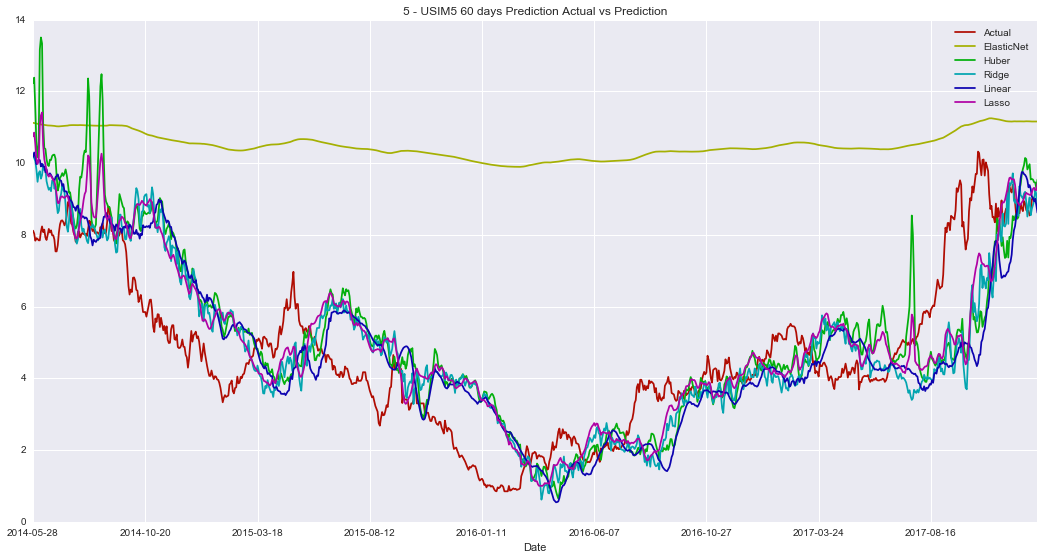 5 - USIM5 60 days Prediction Actual vs Prediction
14
12
10
8
6
4
2
0
Actual
ElasticNet
Huber
Ridge
Linear
Lasso
2014-05-28 2014-10-20 2015-03-18 2015-08-12 2016-01-11 2016-06-07 2016-10-27 2017-03-24 2017-08-16
Date